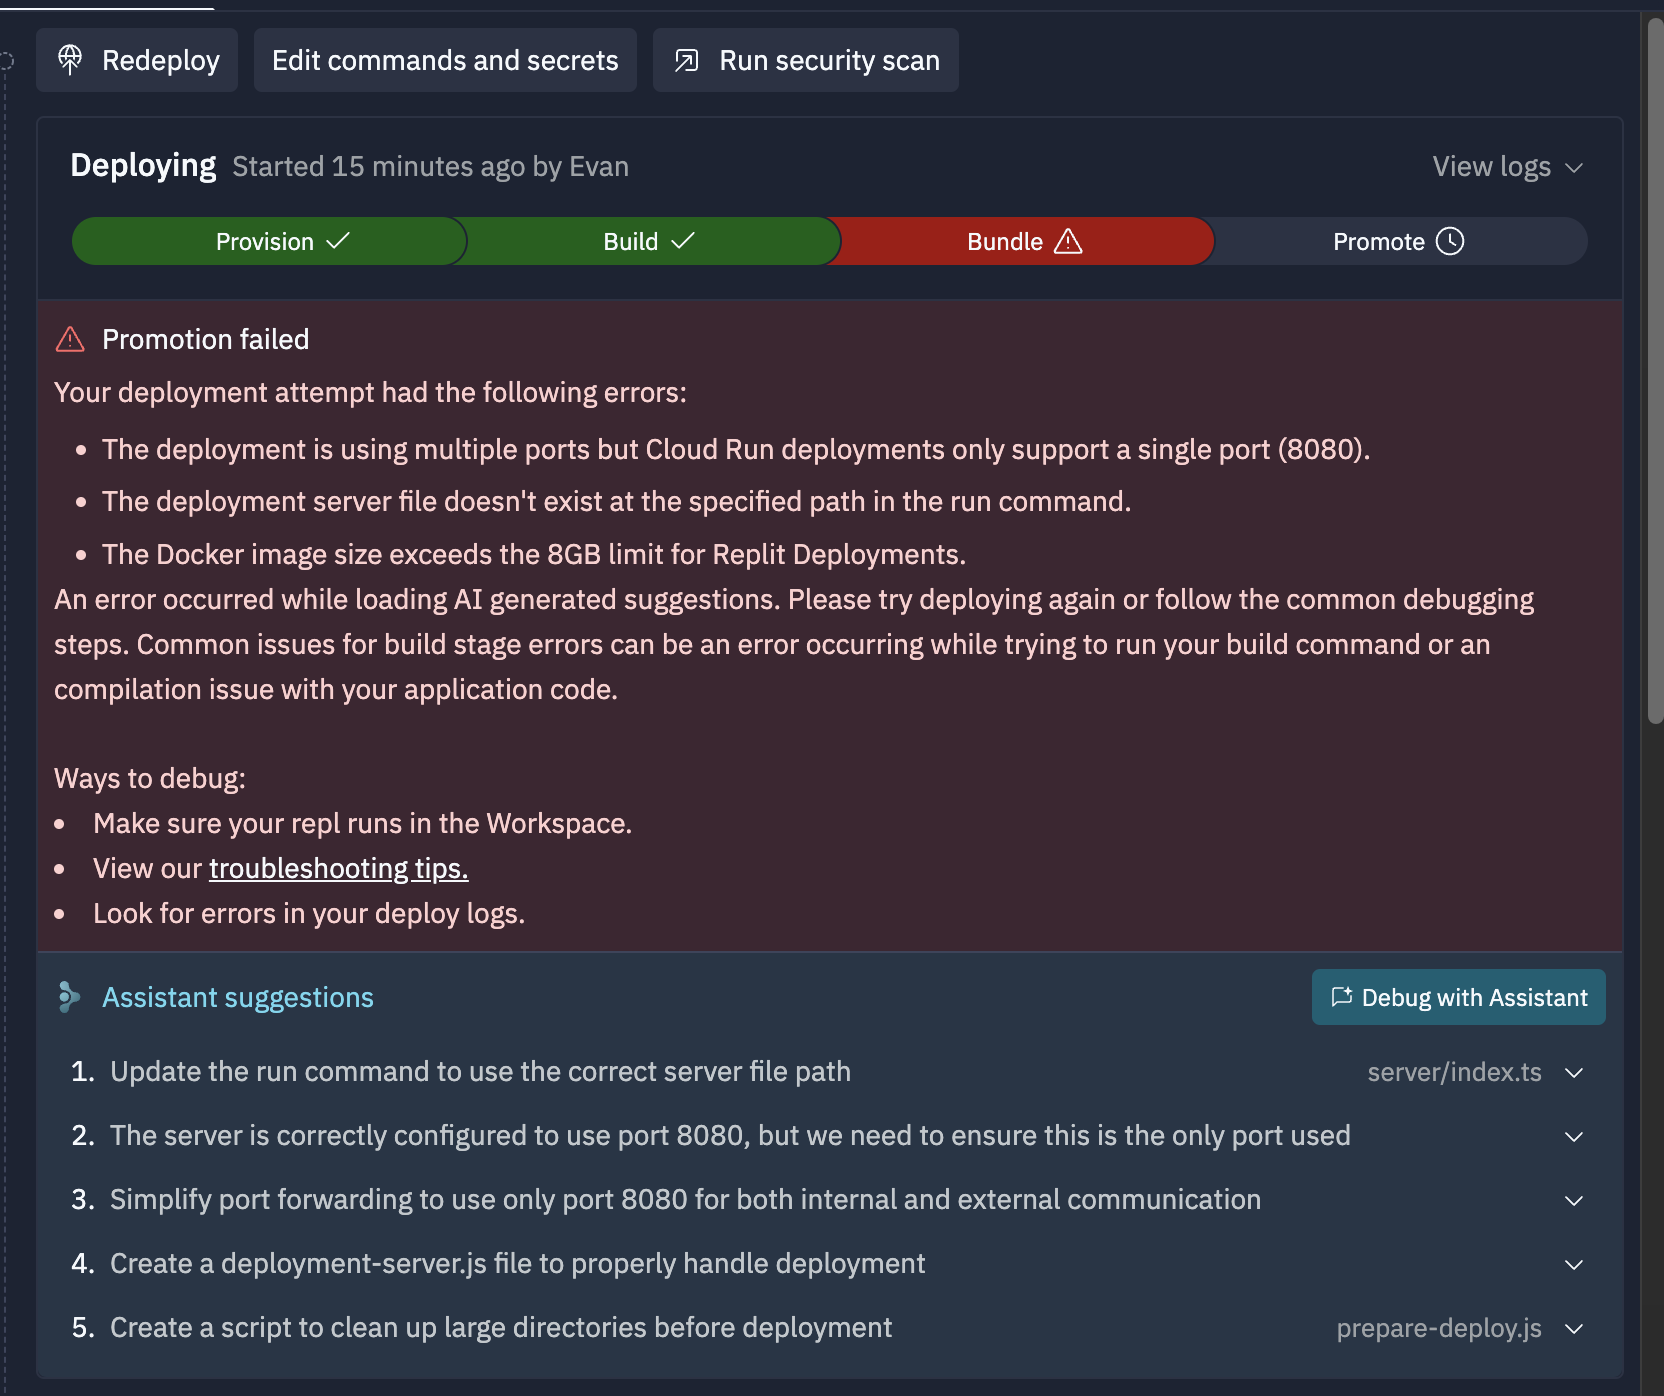 Redeploy Edit commands and secrets Run security scan
Deploying Started 15 minutes ago by Evan View logs
Provision Build Bundle Promote
Promotion failed
Your deployment attempt had the following errors:
• The deployment is using multiple ports but Cloud Run deployments only support a single port (8080).
• The deployment server file doesn't exist at the specified path in the run command.
• The Docker image size exceeds the 8GB limit for Replit Deployments.
An error occurred while loading AI generated suggestions. Please try deploying again or follow the common debugging
steps. Common issues for build stage errors can be an error occurring while trying to run your build command or an
compilation issue with your application code.
Ways to debug:
• Make sure your repl runs in the Workspace.
• View our troubleshooting tips.
• Look for errors in your deploy logs.
Assistant suggestions Debug with Assistant
1. Update the run command to use the correct server file path server/index.ts
2. The server is correctly configured to use port 8080, but we need to ensure this is the only port used
3. Simplify port forwarding to use only port 8080 for both internal and external communication
4. Create a deployment-server.js file to properly handle deployment
5. Create a script to clean up large directories before deployment prepare-deploy.js